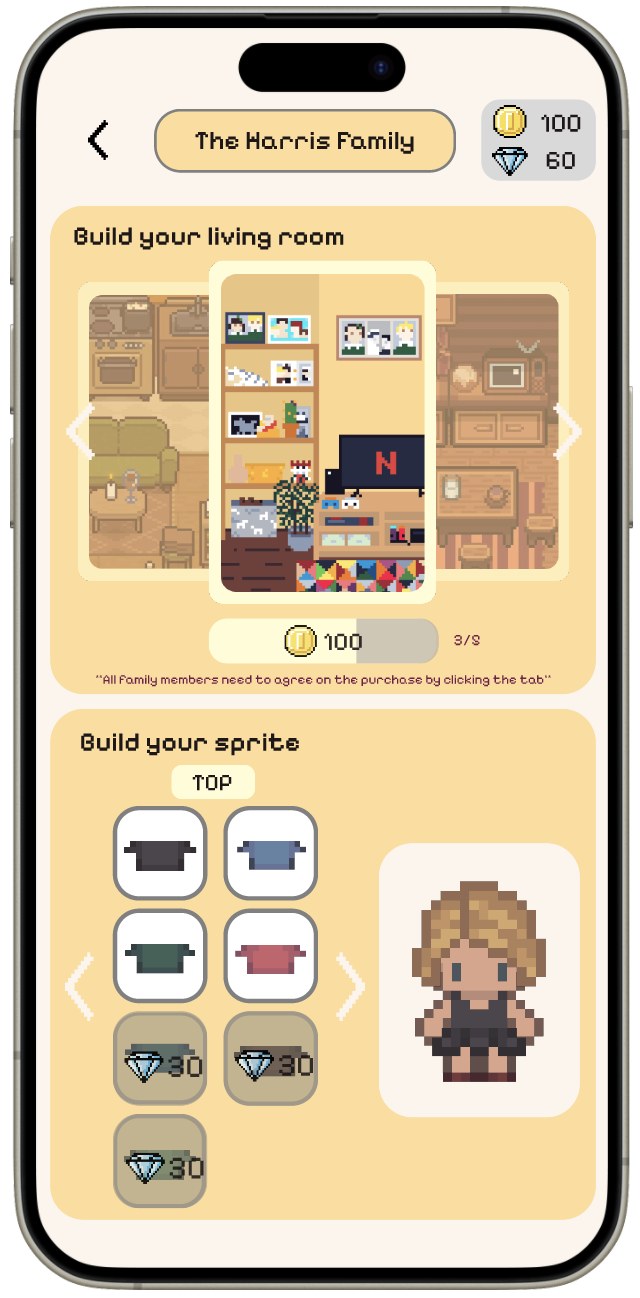 The Harris Family
100
60
Build your living room
N
100
3/5
"All family members need to agree on the purchase by clicking the tab"
Build your sprite
TOP
30
30
30